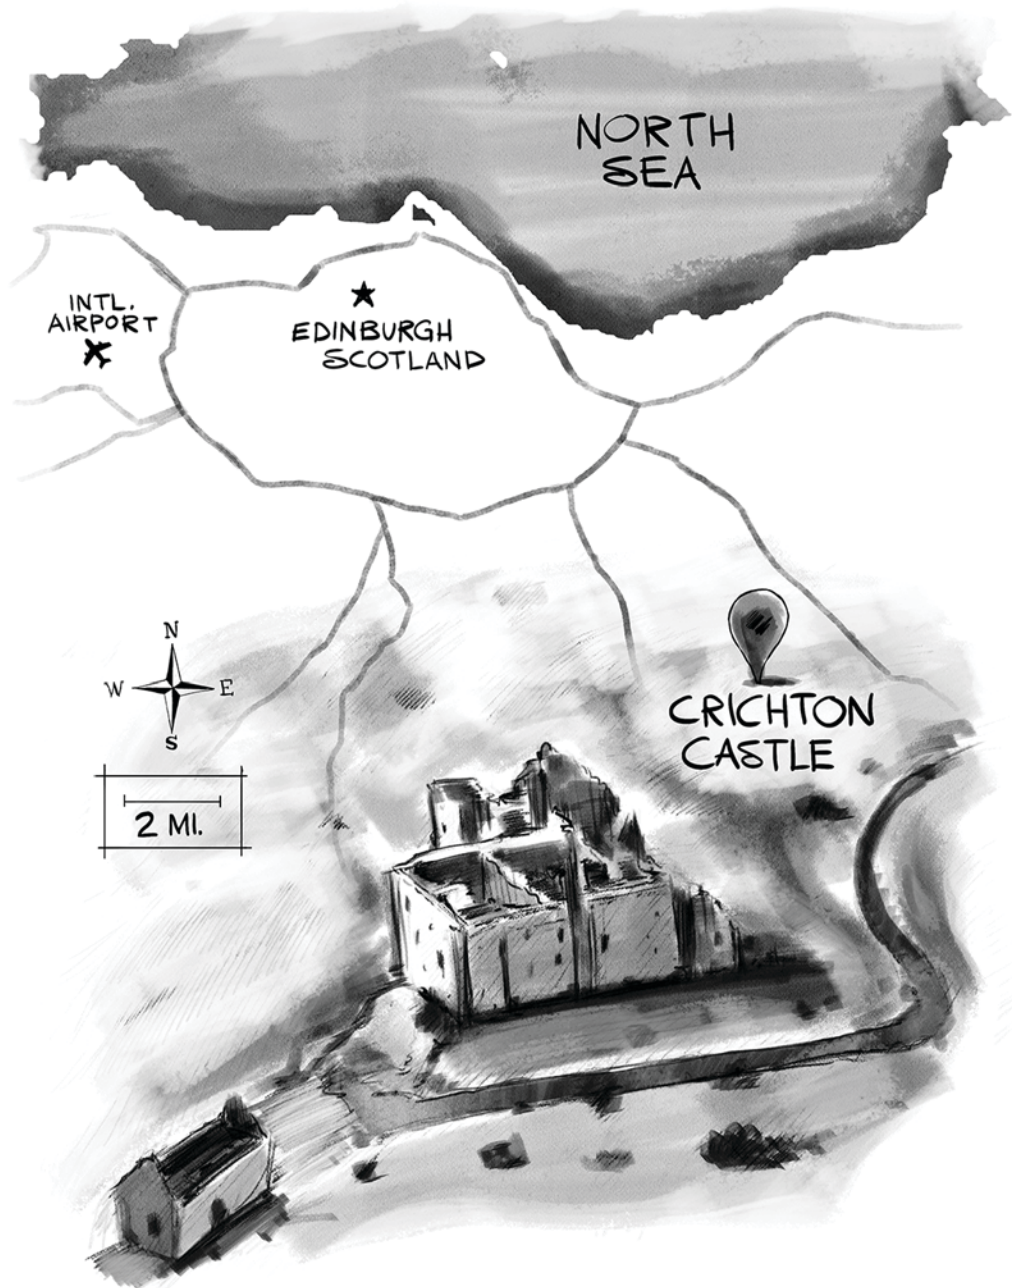 NORTH
SEA
INTL.
AIRPORT
EDINBURGH
SCOTLAND
N
W E
S
CRICHTON
CASTLE
2 MI.